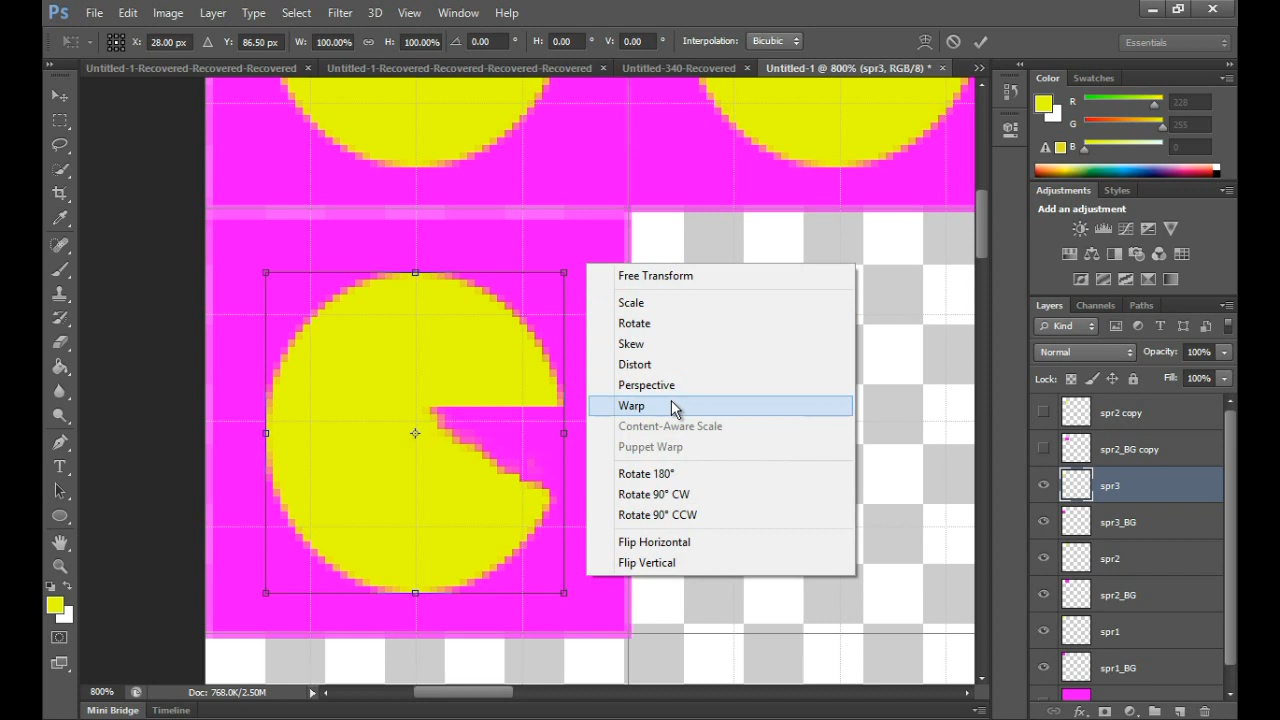 Ps File Edit Image Layer Type Select Filter 3D View Window Help
X: 28.00 px Y: 86.50 px W: 100.00% H: 100.00% 0.00 ° H: 0.00 ° V: 0.00 ° Interpolation: Bicubic Essentials
Untitled-1-Recovered-Recovered-Recovered × Untitled-1-Recovered-Recovered-Recovered-Recovered × Untitled-340-Recovered × Untitled-1 @ 800% (spr3, RGB/8) * ×
Color Swatches
R 228
G 255
B 0
Adjustments Styles
Add an adjustment
Free Transform
Scale
Rotate
Skew
Distort
Perspective
Warp
Content-Aware Scale
Puppet Warp
Rotate 180°
Rotate 90° CW
Rotate 90° CCW
Flip Horizontal
Flip Vertical
Layers Channels Paths
Kind
Normal Opacity: 100%
Lock: Fill: 100%
spr2 copy
spr2_BG copy
spr3
spr3_BG
spr2
spr2_BG
spr1
spr1_BG
800% Doc: 768.0K/2.50M
Mini Bridge Timeline